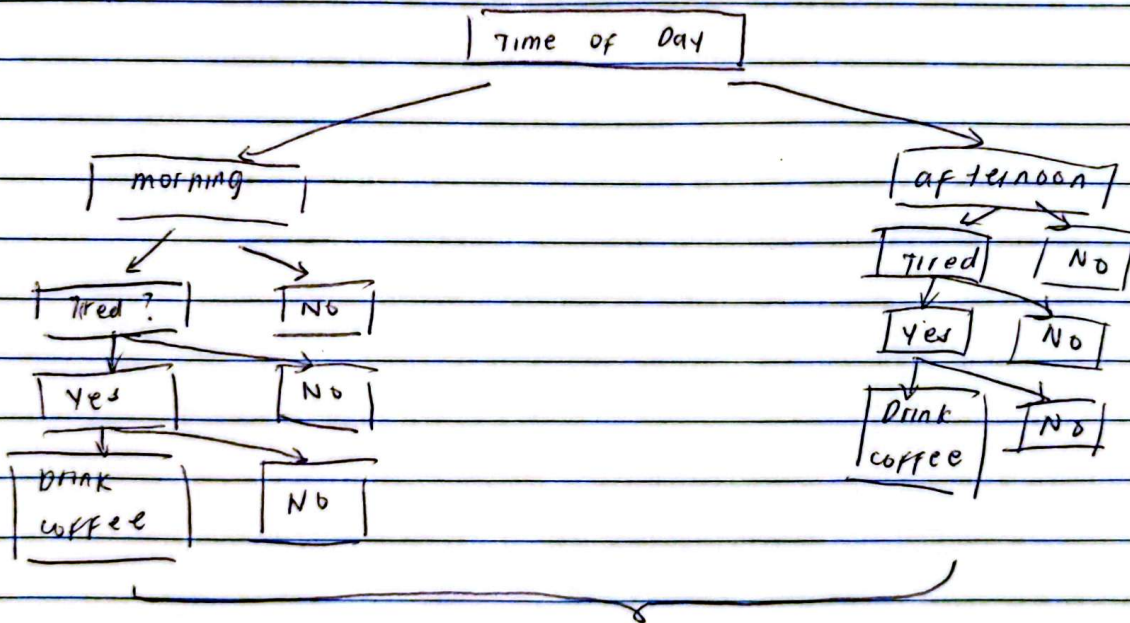 Time of Day
morning
afternoon
Tired
NO
Tired ?
NO
Yes
NO
Yes
NO
Drink
coffee
NO
Drink
coffee
NO